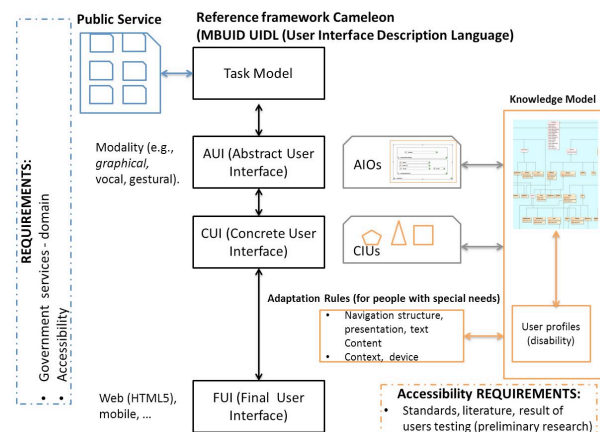 Public Service
Reference framework Cameleon
(MBUID UIDL (User Interface Description Language)
Task Model
Knowledge Model
REQUIREMENTS:
• Government services - domain
• Accessibility
Modality (e.g.,
graphical,
vocal, gestural).
AUI (Abstract User
Interface)
AIOs
CUI (Concrete User
Interface)
CIUs
Adaptation Rules (for people with special needs)
• Navigation structure,
presentation, text
Content
• Context, device
User profiles
(disability)
Web (HTML5),
mobile, ...
FUI (Final User
Interface)
Accessibility REQUIREMENTS:
• Standards, literature, result of
users testing (preliminary research)